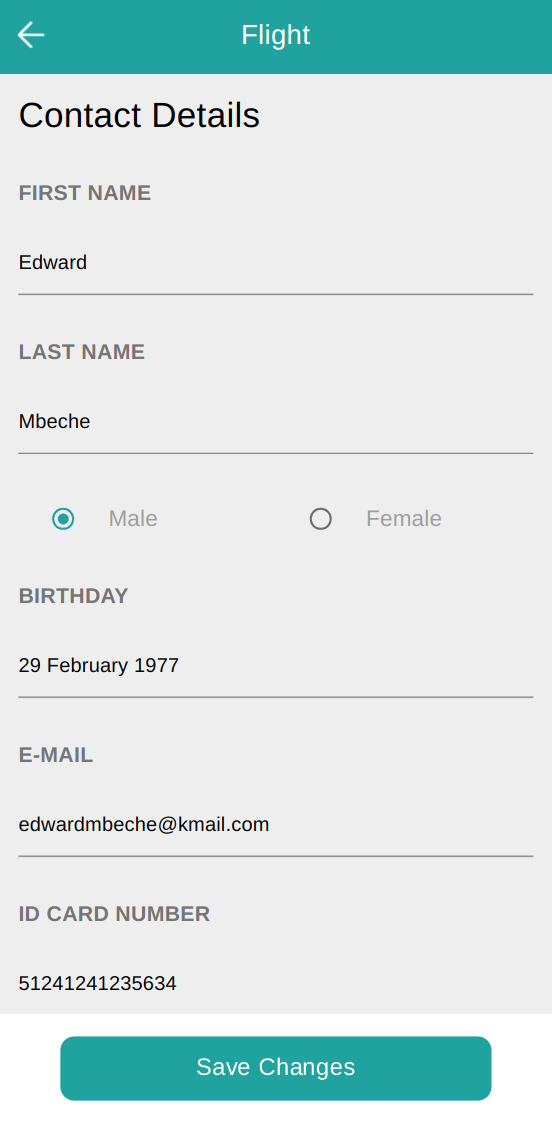 Flight
Contact Details
FIRST NAME
Edward
LAST NAME
Mbeche
Male Female
BIRTHDAY
29 February 1977
E-MAIL
edwardmbeche@kmail.com
ID CARD NUMBER
51241241235634
Save Changes